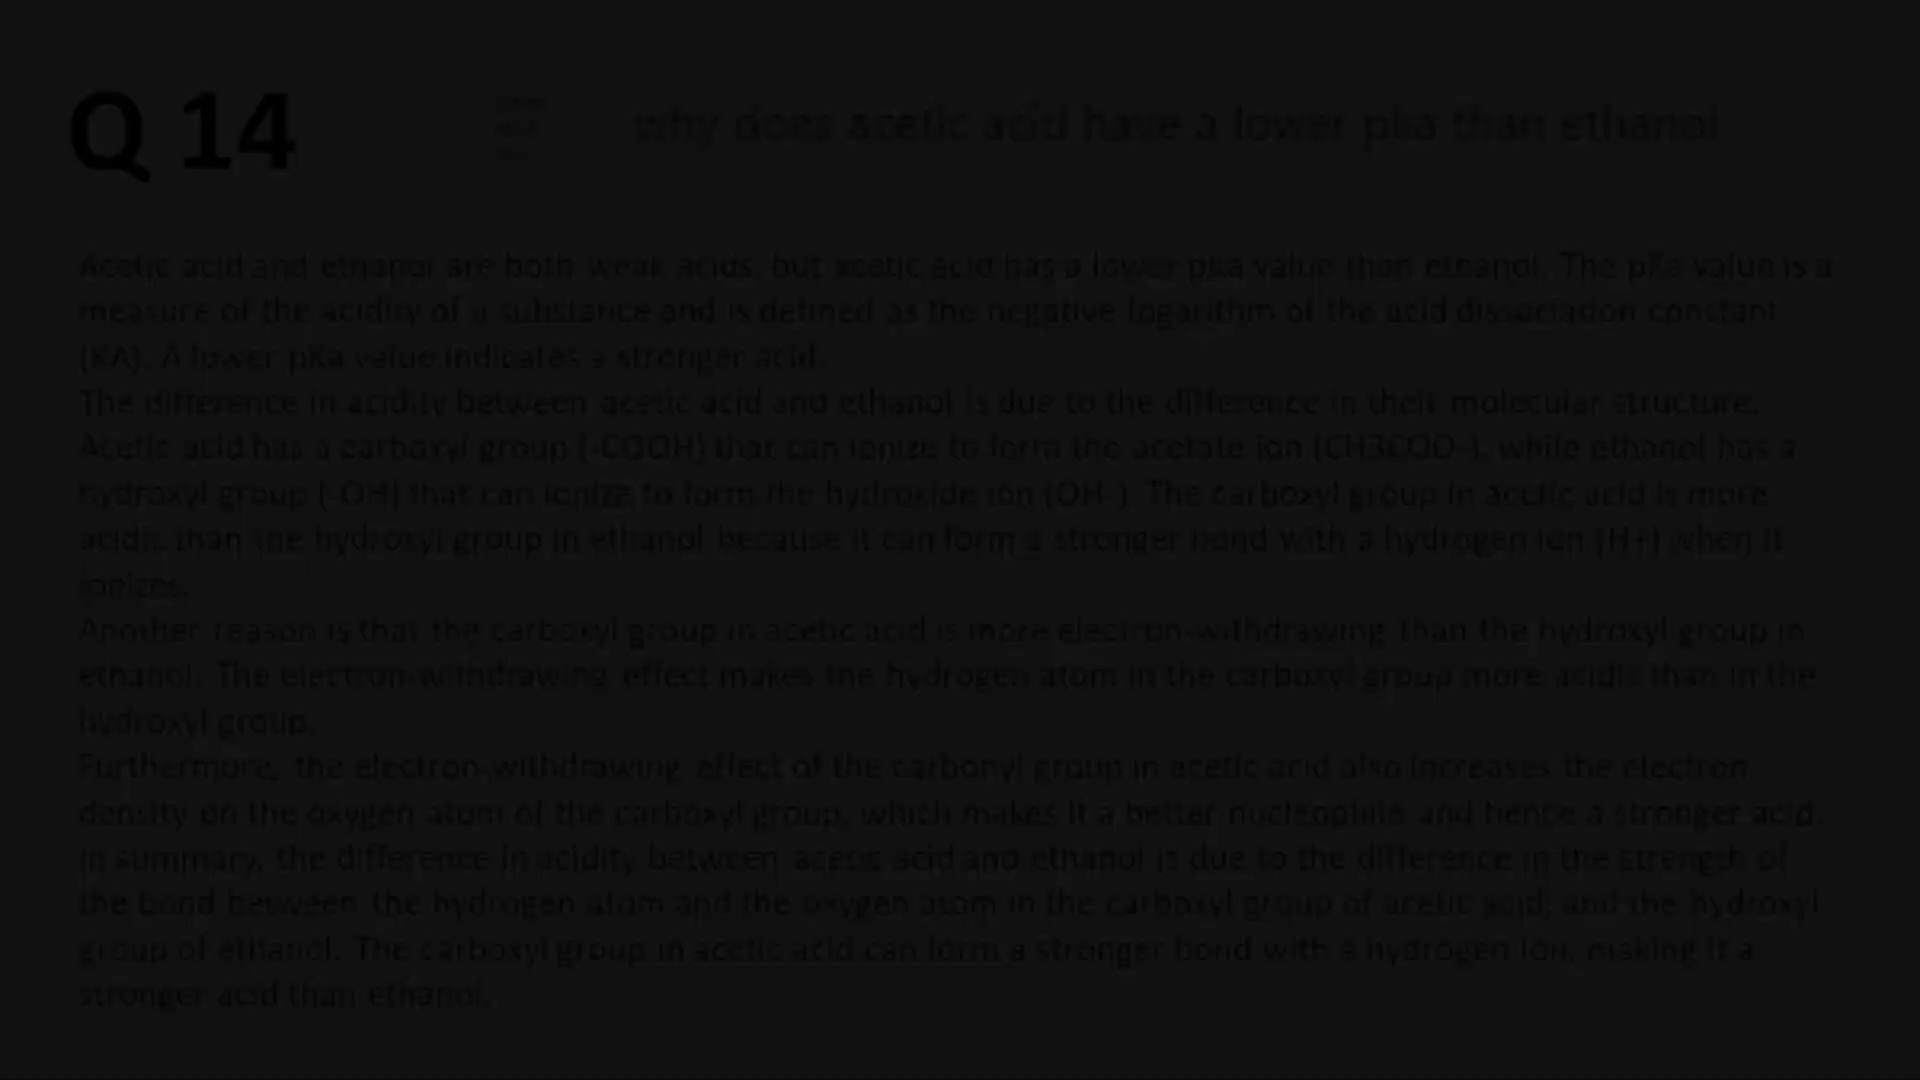 Q 14
why does acetic acid have a lower pka than ethanol
Acetic acid and ethanol are both weak acids, but acetic acid has a lower pKa value than ethanol. The pKa value is a
measure of the acidity of a substance and is defined as the negative logarithm of the acid dissociation constant
(KA). A lower pKa value indicates a stronger acid.
The difference in acidity between acetic acid and ethanol is due to the difference in their molecular structure.
Acetic acid has a carboxyl group (-COOH) that can ionize to form the acetate ion (CH3COO-), while ethanol has a
hydroxyl group (-OH) that can ionize to form the hydroxide ion (OH-). The carboxyl group in acetic acid is more
acidic than the hydroxyl group in ethanol because it can form a stronger bond with a hydrogen ion (H+) when it
ionizes.
Another reason is that the carboxyl group in acetic acid is more electron-withdrawing than the hydroxyl group in
ethanol. The electron-withdrawing effect makes the hydrogen atom in the carboxyl group more acidic than in the
hydroxyl group.
Furthermore, the electron-withdrawing effect of the carbonyl group in acetic acid also increases the electron
density on the oxygen atom of the carboxyl group, which makes it a better nucleophile and hence a stronger acid.
In summary, the difference in acidity between acetic acid and ethanol is due to the difference in the strength of
the bond between the hydrogen atom and the oxygen atom in the carboxyl group of acetic acid, and the hydroxyl
group of ethanol. The carboxyl group in acetic acid can form a stronger bond with a hydrogen ion, making it a
stronger acid than ethanol.